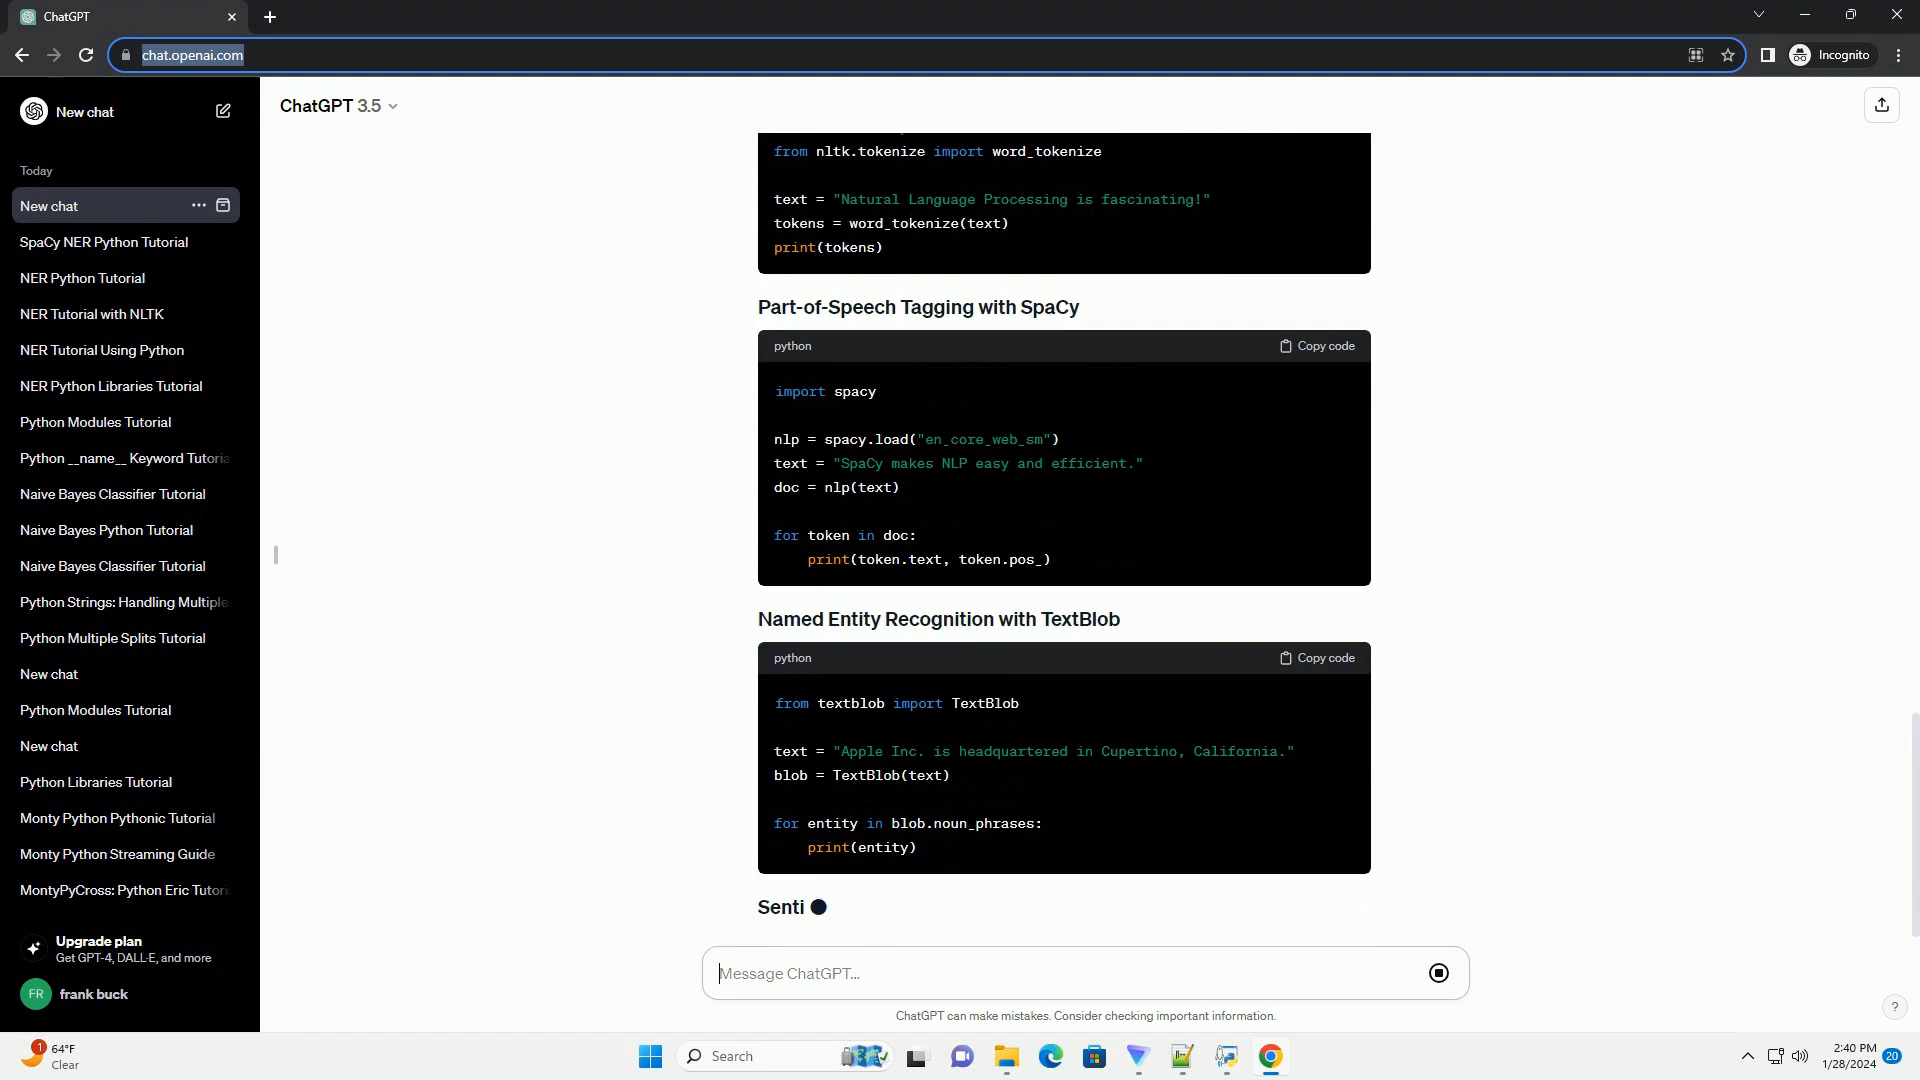 ChatGPT
chat.openai.com
Incognito
New chat
ChatGPT 3.5
Today
New chat
SpaCy NER Python Tutorial
NER Python Tutorial
NER Tutorial with NLTK
NER Tutorial Using Python
NER Python Libraries Tutorial
Python Modules Tutorial
Python __name__ Keyword Tutoria
Naive Bayes Classifier Tutorial
Naive Bayes Python Tutorial
Naive Bayes Classifier Tutorial
Python Strings: Handling Multiple
Python Multiple Splits Tutorial
New chat
Python Modules Tutorial
New chat
Python Libraries Tutorial
Monty Python Pythonic Tutorial
Monty Python Streaming Guide
MontyPyCross: Python Eric Tutori
Upgrade plan
Get GPT-4, DALL·E, and more
FR frank buck
from nltk.tokenize import word_tokenize
text = "Natural Language Processing is fascinating!"
tokens = word_tokenize(text)
print(tokens)
Part-of-Speech Tagging with SpaCy
python Copy code
import spacy
nlp = spacy.load("en_core_web_sm")
text = "SpaCy makes NLP easy and efficient."
doc = nlp(text)
for token in doc:
print(token.text, token.pos_)
Named Entity Recognition with TextBlob
python Copy code
from textblob import TextBlob
text = "Apple Inc. is headquartered in Cupertino, California."
blob = TextBlob(text)
for entity in blob.noun_phrases:
print(entity)
Senti
Message ChatGPT...
ChatGPT can make mistakes. Consider checking important information.
?
1
64°F
Clear
Search
2:40 PM
1/28/2024
20